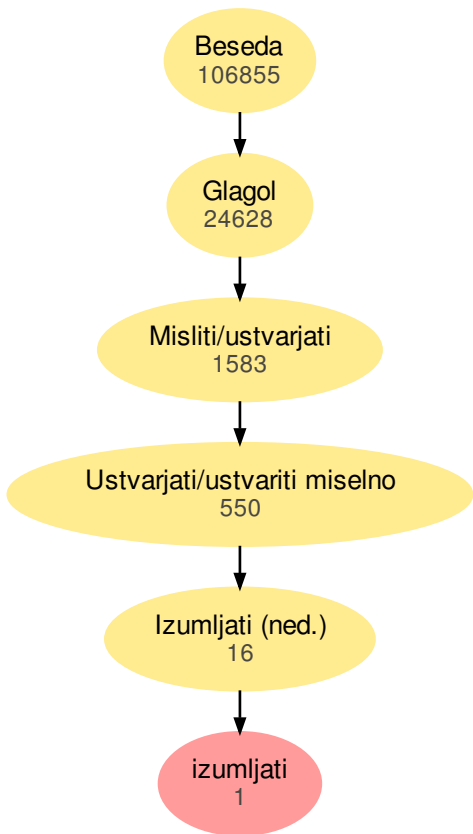 Beseda
106855
Glagol
24628
Misliti/ustvarjati
1583
Ustvarjati/ustvariti miselno
550
Izumljati (ned.)
16
izumljati
1